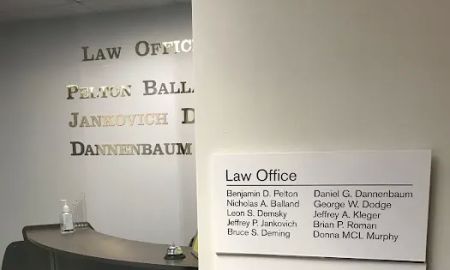 LAW OFFIC
PELTON BALLA
JANKOVICH D
DANNENBAUM
Law Office
Benjamin D. Pelton
Nicholas A. Balland
Leon S. Demsky
Jeffrey P. Jankovich
Bruce S. Deming
Daniel G. Dannenbaum
George W. Dodge
Jeffrey A. Kleger
Brian P. Roman
Donna MCL Murphy